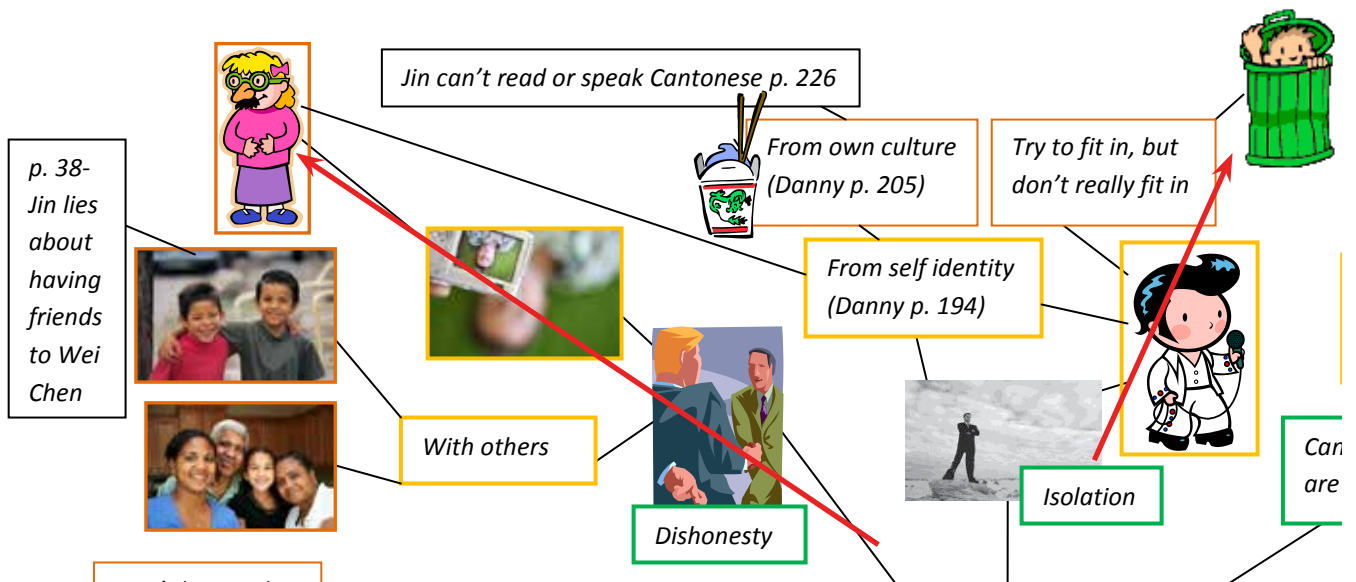 Jin can't read or speak Cantonese p. 226
p. 38-
Jin lies
about
having
friends
to Wei
Chen
From own culture
(Danny p. 205)
Try to fit in, but
don't really fit in
From self identity
(Danny p. 194)
With others
Dishonesty
Isolation
are